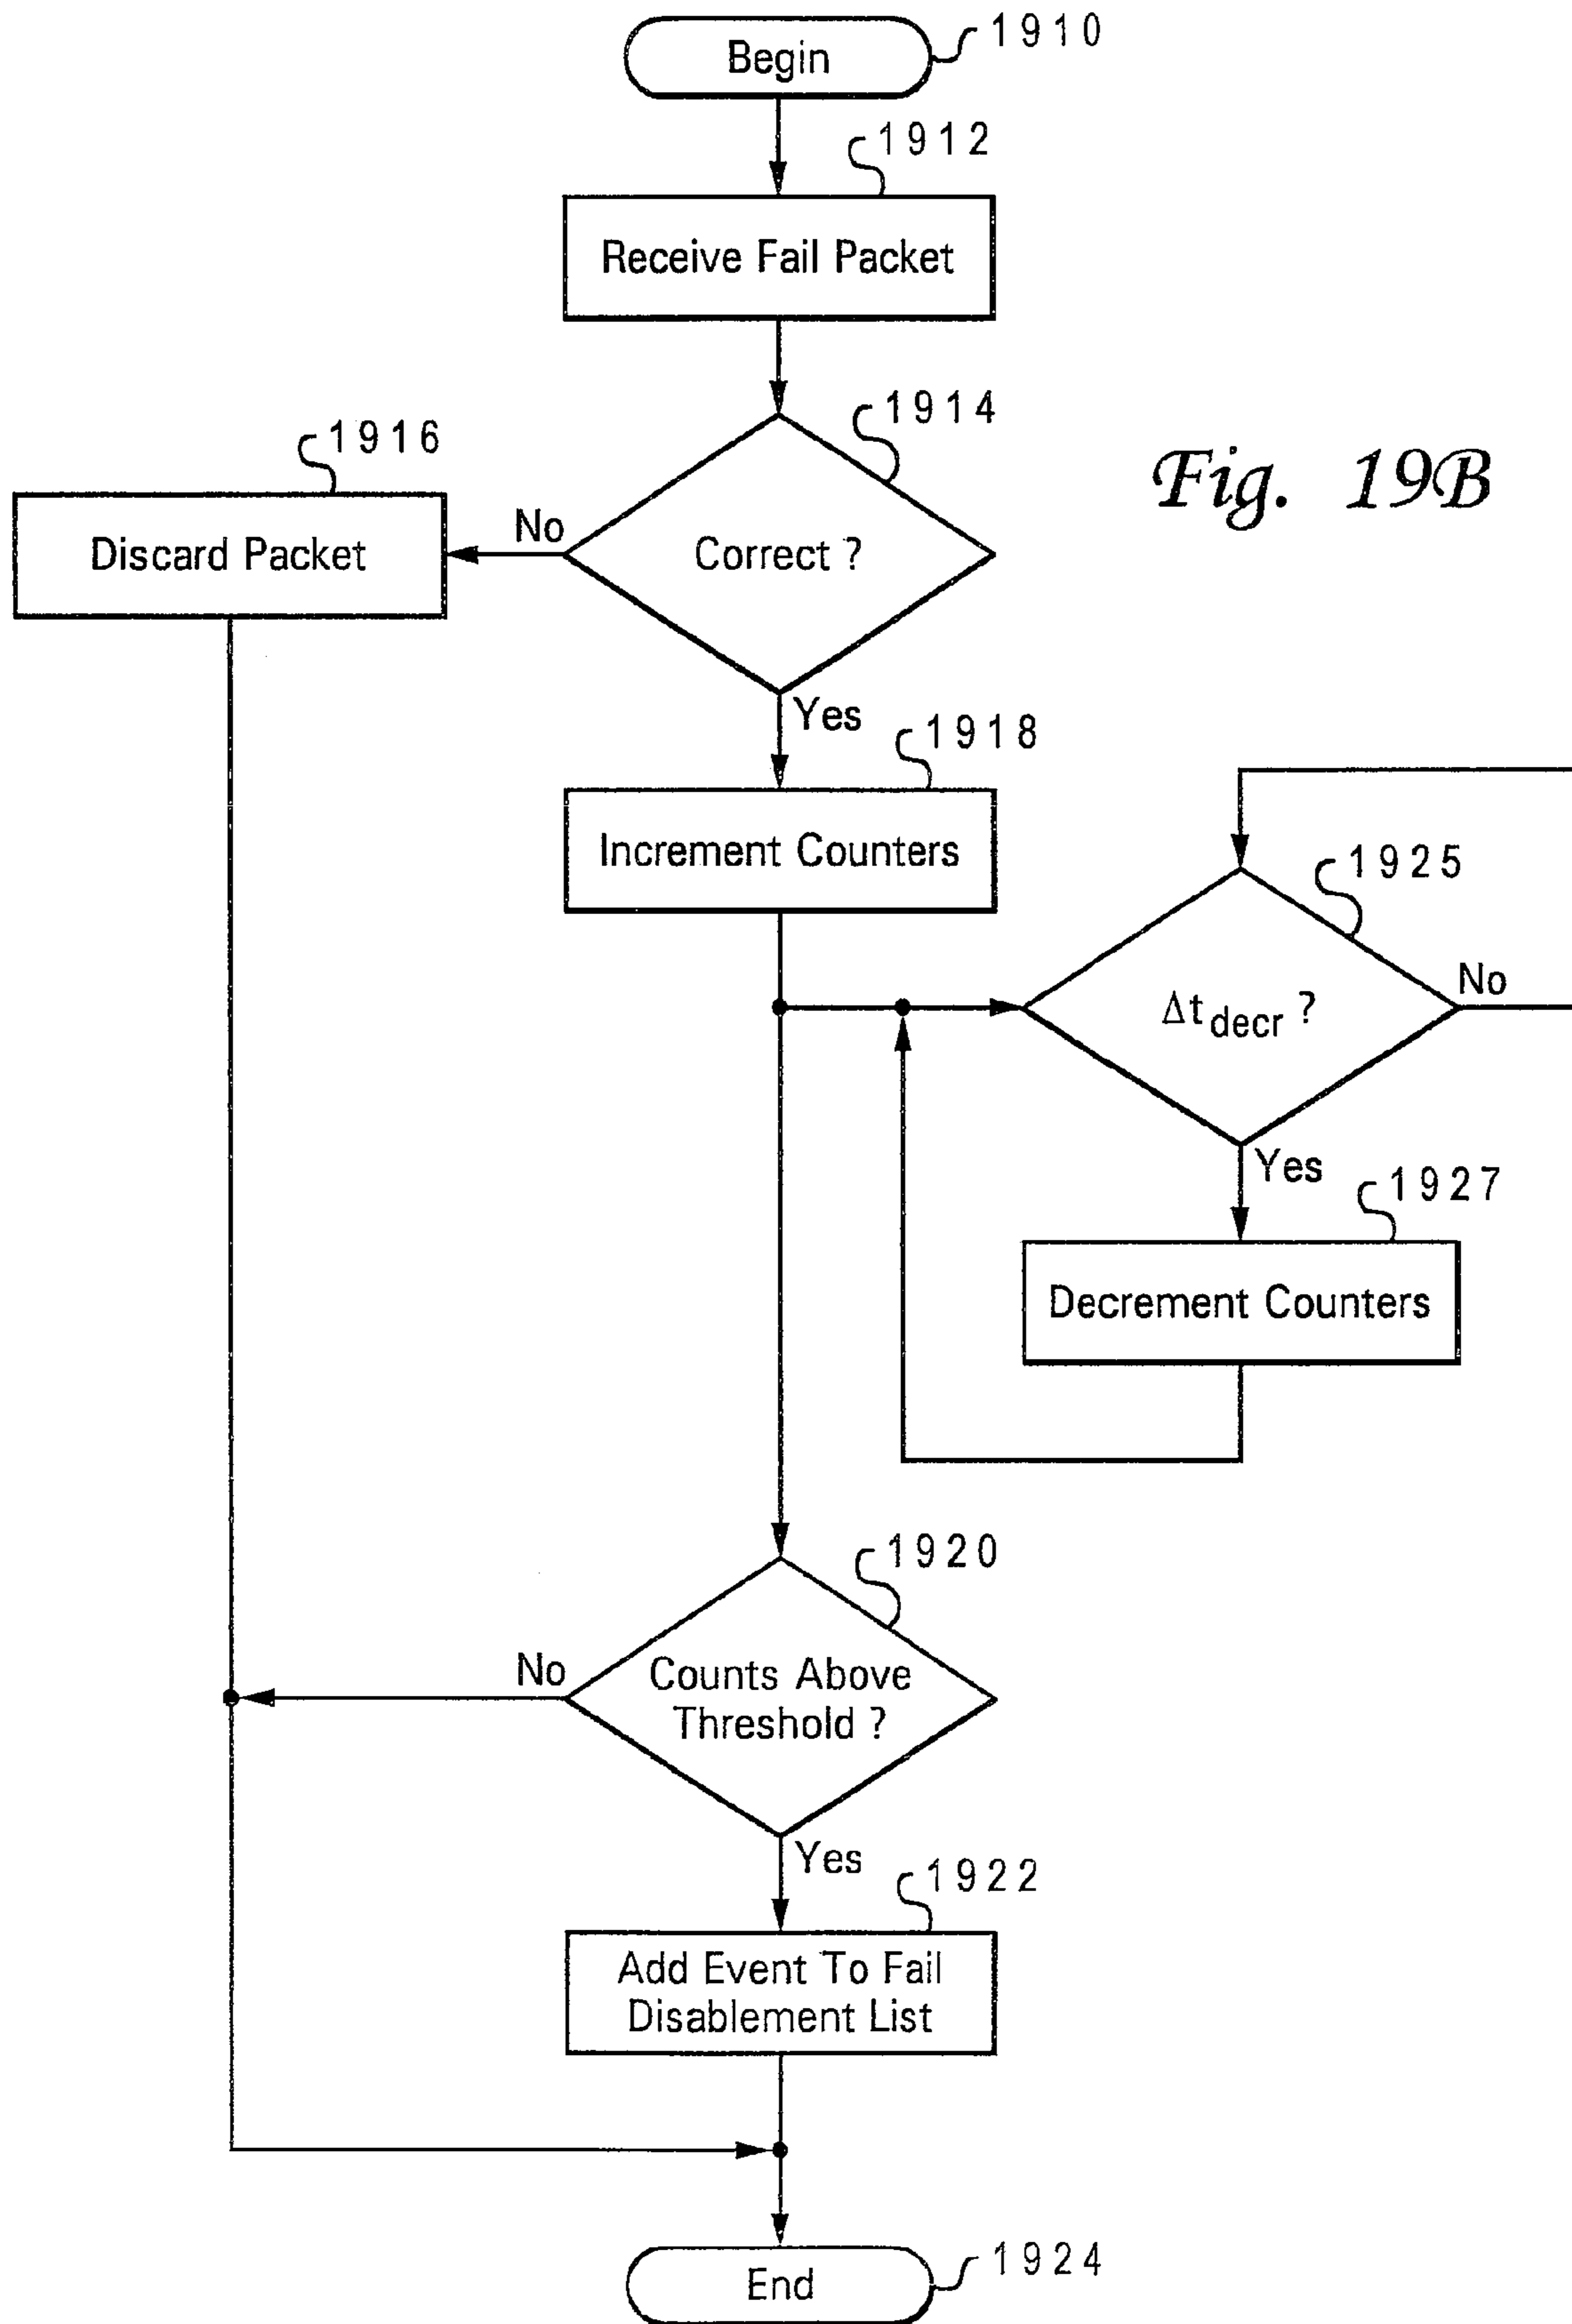 Begin
1910
1912
Receive Fail Packet
1914
1916
Fig. 19B
Discard Packet
No
Correct ?
Yes
1918
Increment Counters
1925
No
Δt decr ?
Yes
1927
Decrement Counters
1920
No
Counts Above
Threshold ?
Yes
1922
Add Event To Fail
Disablement List
1924
End